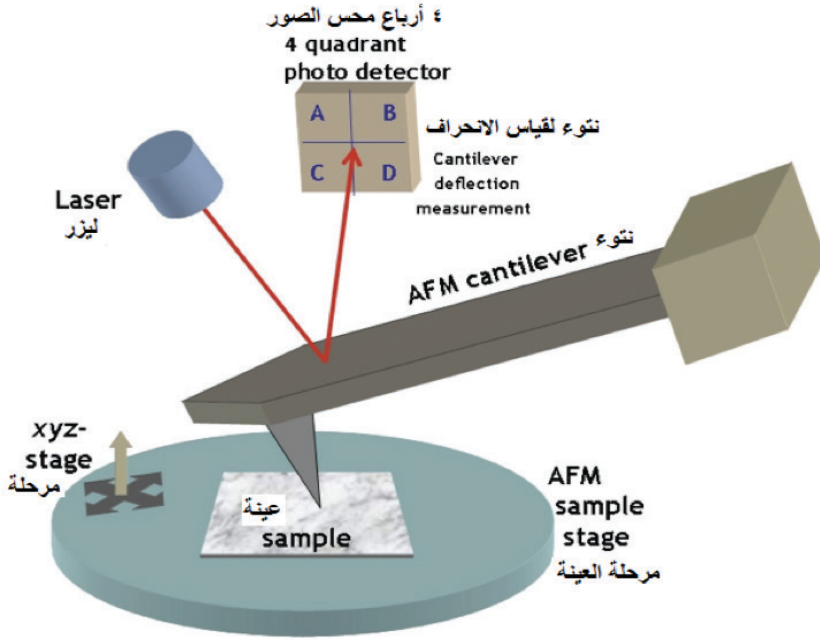 ٤ أرباع محس الصور
4 quadrant
photo detector
A B
C D
نتوء لقياس الانحراف
Cantilever
deflection
measurement
Laser
ليزر
نتوء
AFM cantilever
xyz-
stage
مرحلة
عينة
sample
AFM
sample
stage
مرحلة العينة